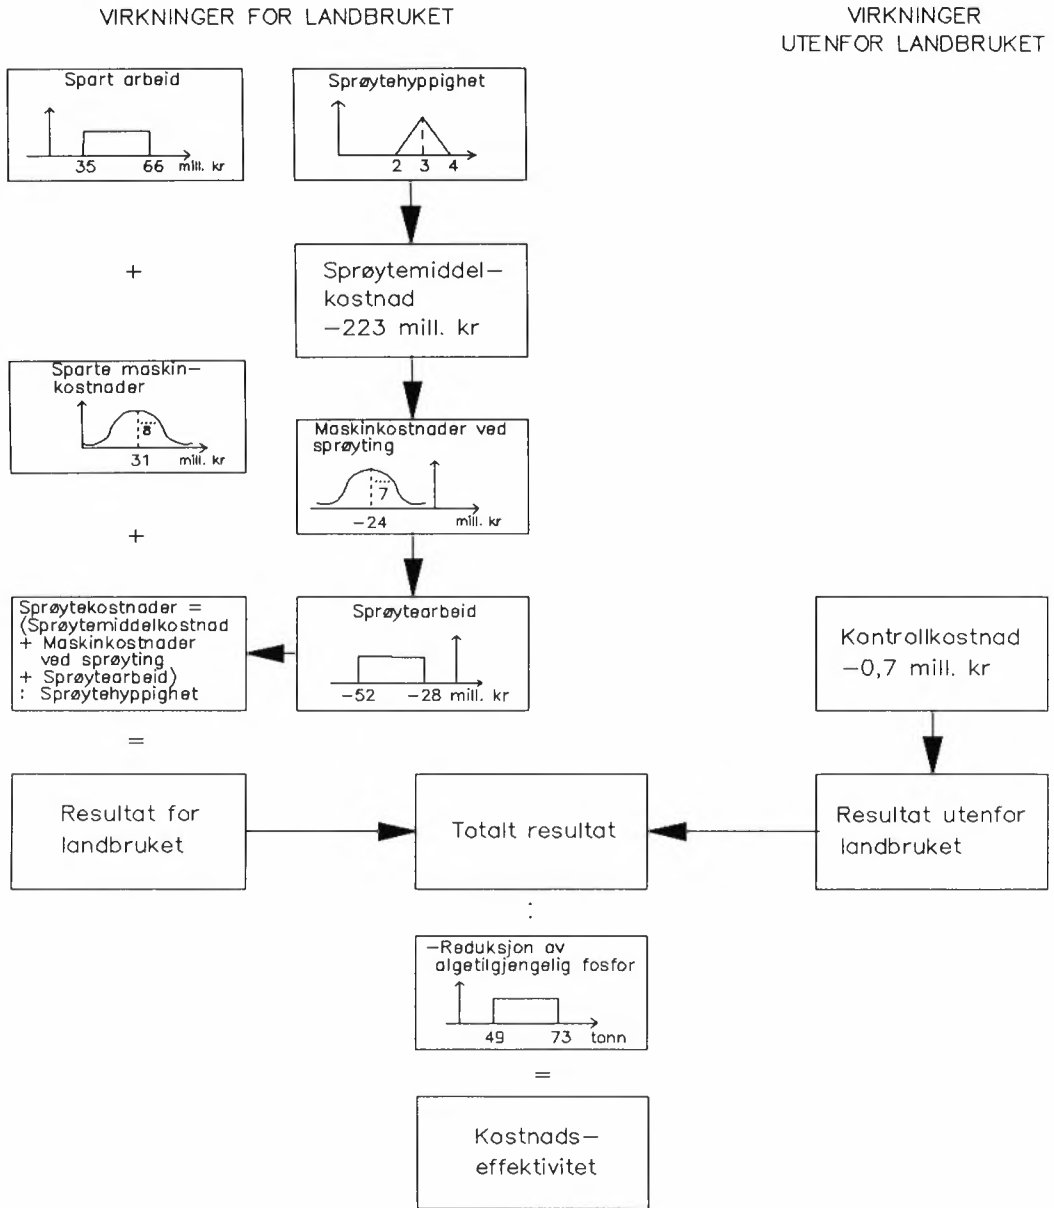 VIRKNINGER FOR LANDBRUKET
VIRKNINGER
UTENFOR LANDBRUKET
Spart arbeid
35 66 mill. kr
Sprøytehyppighet
2 3 4
+
Sprøytemiddel–
kostnad
–223 mill. kr
Sparte maskin–
kostnader
8
31 mill. kr
Maskinkostnader ved
sprøyting
7
–24 mill. kr
+
Sprøytekostnader =
(Sprøytemiddelkostnad
+ Maskinkostnader
ved sprøyting
+ Sprøytearbeid)
: Sprøytehyppighet
Sprøytearbeid
–52 –28 mill. kr
Kontrollkostnad
–0,7 mill. kr
=
Resultat for
landbruket
Totalt resultat
Resultat utenfor
landbruket
:
–Reduksjon av
algetilgjengelig fosfor
49 73 tonn
=
Kostnads–
effektivitet